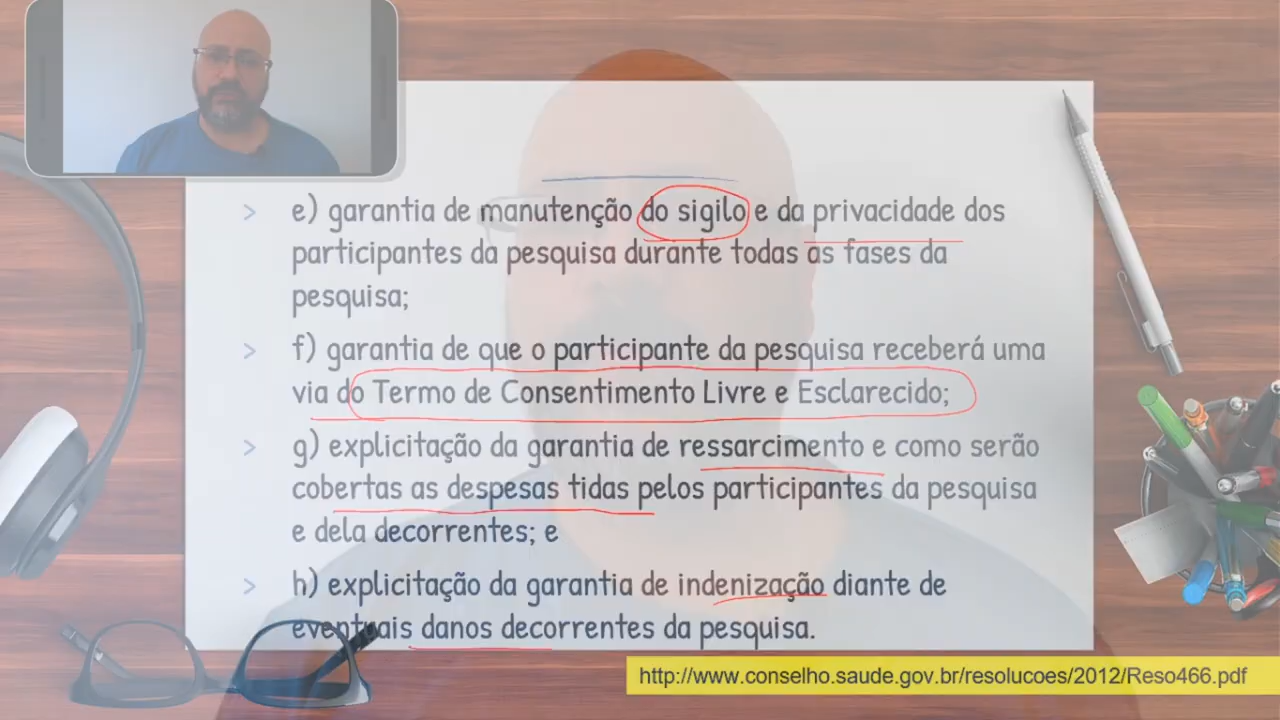 > e) garantia de manutenção do sigilo e da privacidade dos
participantes da pesquisa durante todas as fases da
pesquisa;
> f) garantia de que o participante da pesquisa receberá uma
via do Termo de Consentimento Livre e Esclarecido;
> g) explicitação da garantia de ressarcimento e como serão
cobertas as despesas tidas pelos participantes da pesquisa
e dela decorrentes; e
> h) explicitação da garantia de indenização diante de
eventuais danos decorrentes da pesquisa.
http://www.conselho.saude.gov.br/resolucoes/2012/Reso466.pdf